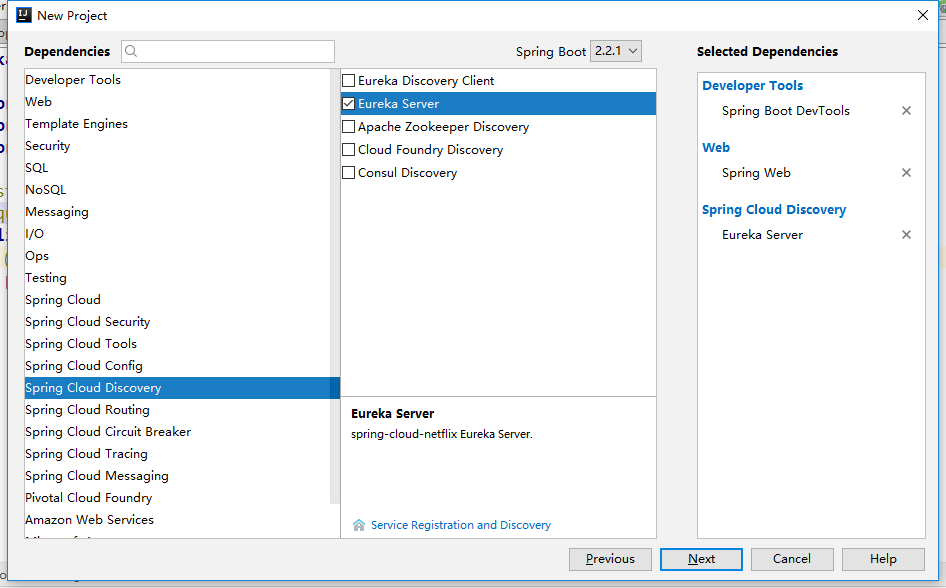 New Project
Dependencies
Spring Boot 2.2.1
Selected Dependencies
Developer Tools
Web
Template Engines
Security
SQL
NoSQL
Messaging
I/O
Ops
Testing
Spring Cloud
Spring Cloud Security
Spring Cloud Tools
Spring Cloud Config
Spring Cloud Discovery
Spring Cloud Routing
Spring Cloud Circuit Breaker
Spring Cloud Tracing
Spring Cloud Messaging
Pivotal Cloud Foundry
Amazon Web Services
Eureka Discovery Client
Eureka Server
Apache Zookeeper Discovery
Cloud Foundry Discovery
Consul Discovery
Eureka Server
spring-cloud-netflix Eureka Server.
Service Registration and Discovery
Developer Tools
Spring Boot DevTools
Web
Spring Web
Spring Cloud Discovery
Eureka Server
Previous
Next
Cancel
Help